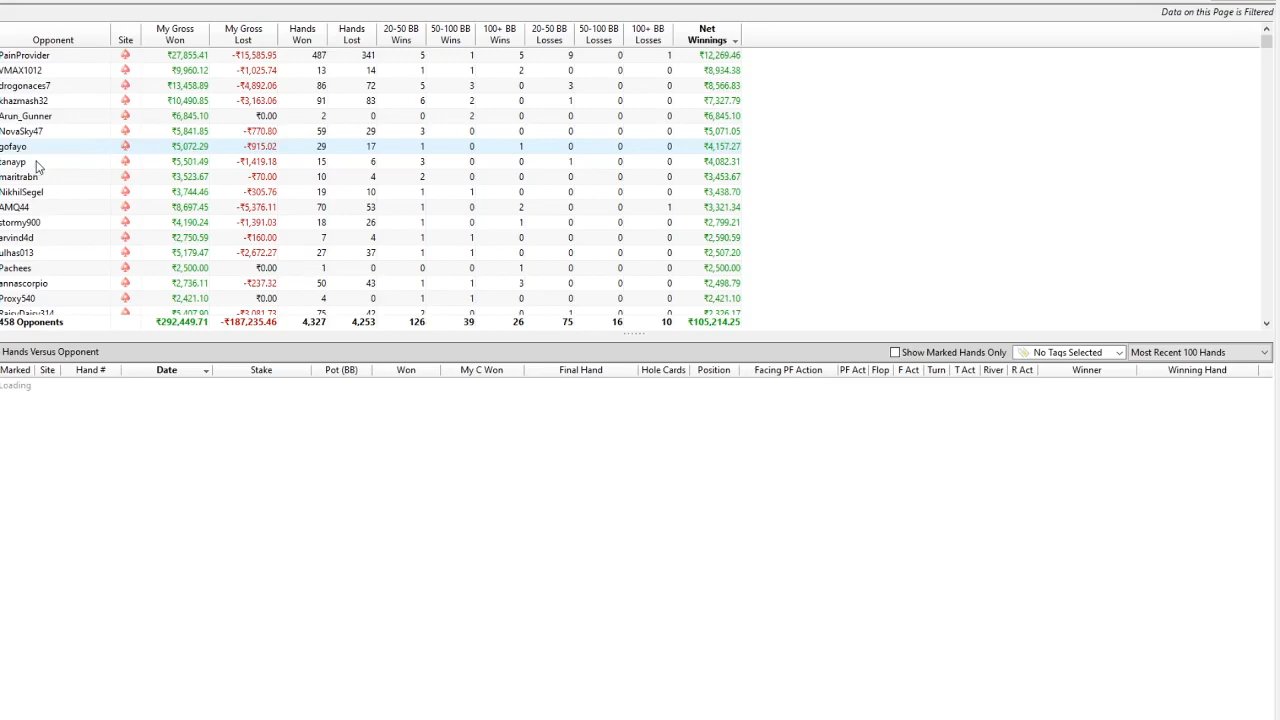 Data on this Page is Filtered
Opponent Site My Gross Won My Gross Lost Hands Won Hands Lost 20-50 BB Wins 50-100 BB Wins 100+ BB Wins 20-50 BB Losses 50-100 BB Losses 100+ BB Losses Net Winnings
PainProvider ₹27,855.41 -₹15,585.95 487 341 5 1 5 9 0 1 ₹12,269.46
VMAX1012 ₹9,960.12 -₹1,025.74 13 14 1 1 2 0 0 0 ₹8,934.38
drogonaces7 ₹13,458.89 -₹4,892.06 86 72 5 3 0 3 0 0 ₹8,566.83
khazmash32 ₹10,490.85 -₹3,163.06 91 83 6 2 0 1 0 0 ₹7,327.79
Arun_Gunner ₹6,845.10 ₹0.00 2 0 0 2 0 0 0 0 ₹6,845.10
NovaSky47 ₹5,841.85 -₹770.80 59 29 3 0 0 0 0 0 ₹5,071.05
gofayo ₹5,072.29 -₹915.02 29 17 1 0 1 0 0 0 ₹4,157.27
tanayp ₹5,501.49 -₹1,419.18 15 6 3 0 0 1 0 0 ₹4,082.31
maritrabn ₹3,523.67 -₹70.00 10 4 2 0 0 0 0 0 ₹3,453.67
NikhilSegel ₹3,744.46 -₹305.76 19 10 1 1 0 0 0 0 ₹3,438.70
AMQ44 ₹8,697.45 -₹5,376.11 70 53 1 0 2 0 0 1 ₹3,321.34
stormy900 ₹4,190.24 -₹1,391.03 18 26 1 0 1 0 0 0 ₹2,799.21
arvind4d ₹2,750.59 -₹160.00 7 4 1 1 0 0 0 0 ₹2,590.59
ulhas013 ₹5,179.47 -₹2,672.27 27 37 1 1 0 0 0 0 ₹2,507.20
Pachees ₹2,500.00 ₹0.00 1 0 0 0 1 0 0 0 ₹2,500.00
annascorpio ₹2,736.11 -₹237.32 50 43 1 1 3 0 0 0 ₹2,498.79
Proxy540 ₹2,421.10 ₹0.00 4 0 1 1 0 0 0 0 ₹2,421.10
RainyDaisy314 ₹5,407.90 -₹3,081.73 75 42 2 0 0 1 0 0 ₹2,326.17
458 Opponents ₹292,449.71 -₹187,235.46 4,327 4,253 126 39 26 75 16 10 ₹105,214.25
Hands Versus Opponent Show Marked Hands Only No Tags Selected Most Recent 100 Hands
Marked Site Hand # Date Stake Pot (BB) Won My C Won Final Hand Hole Cards Position Facing PF Action PF Act Flop F Act Turn T Act River R Act Winner Winning Hand
Loading